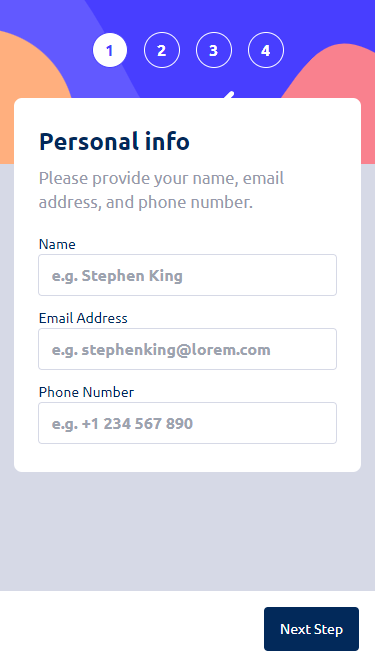 1 2 3 4
Personal info
Please provide your name, email
address, and phone number.
Name
e.g. Stephen King
Email Address
e.g. stephenking@lorem.com
Phone Number
e.g. +1 234 567 890
Next Step